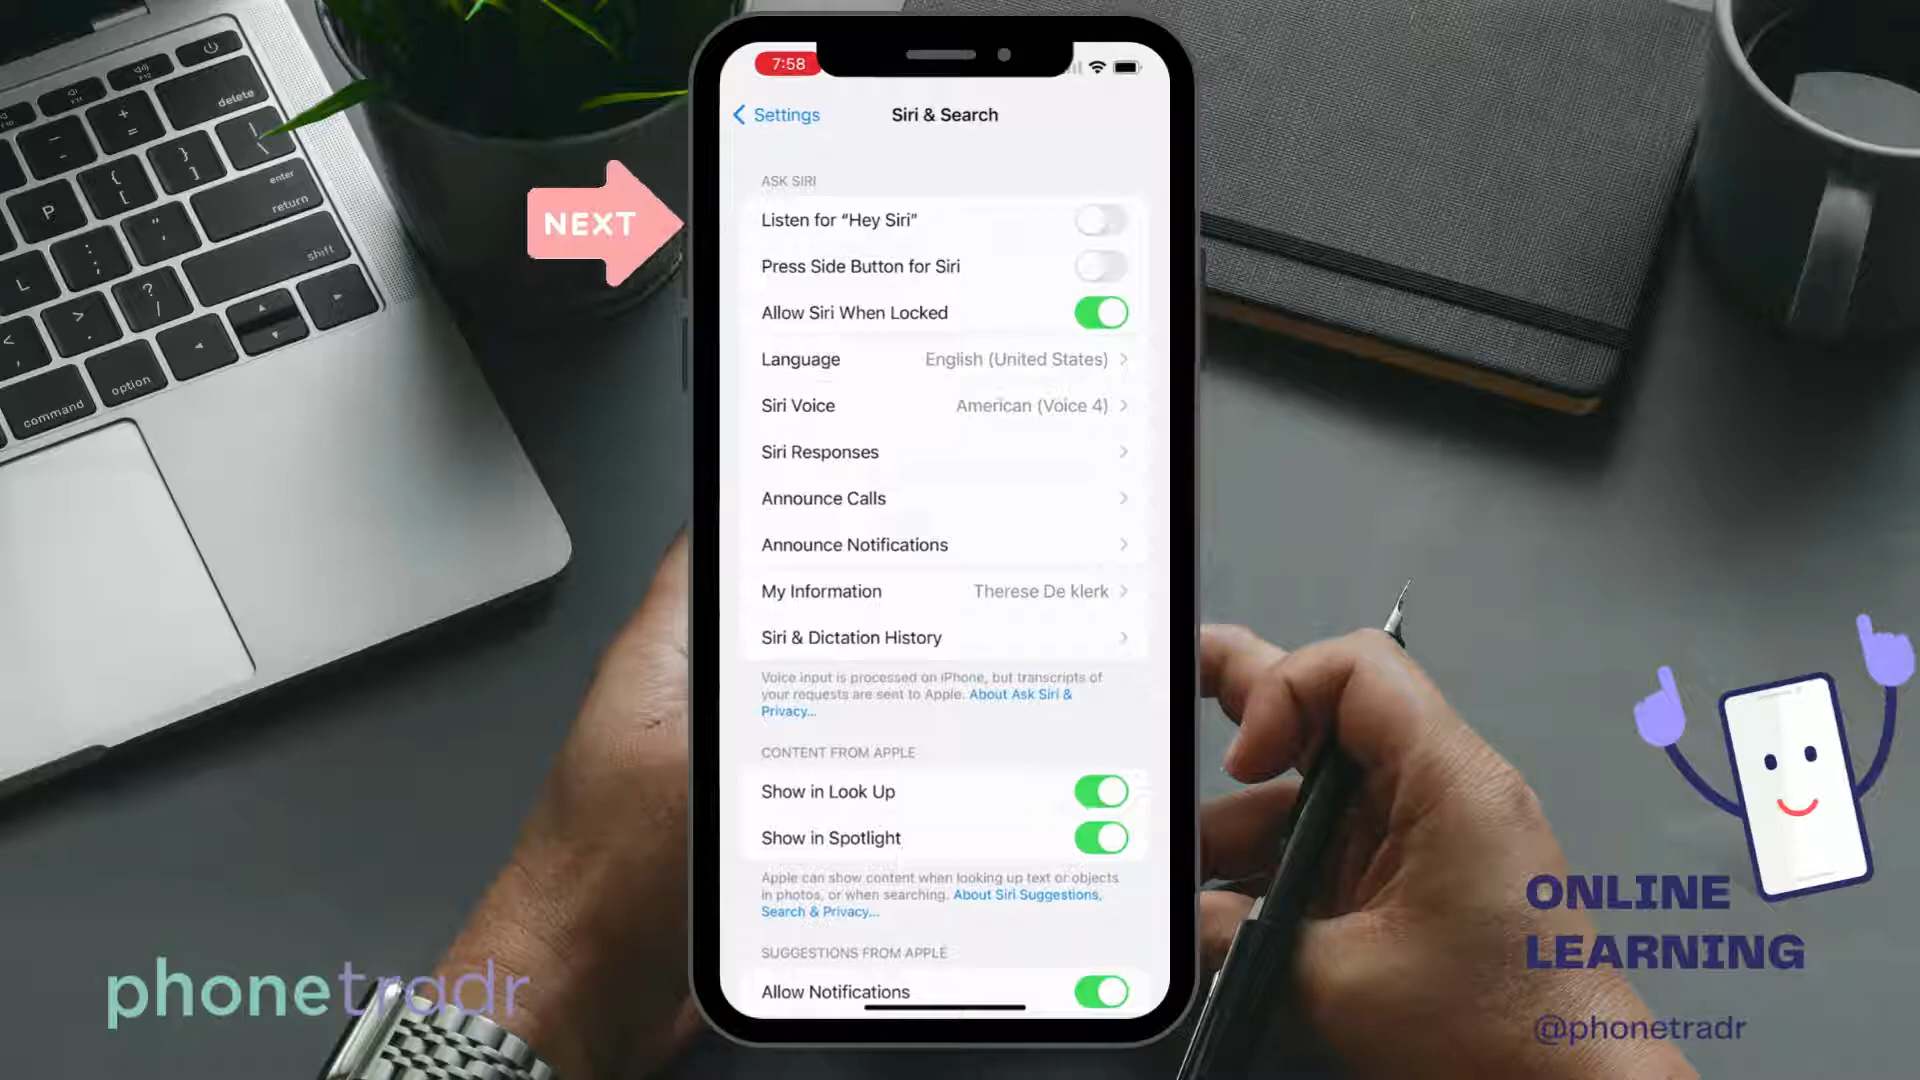 7:58
Settings
Siri & Search
NEXT
ASK SIRI
Listen for “Hey Siri”
Press Side Button for Siri
Allow Siri When Locked
Language English (United States)
Siri Voice American (Voice 4)
Siri Responses
Announce Calls
Announce Notifications
My Information Therese De klerk
Siri & Dictation History
Voice input is processed on iPhone, but transcripts of
your requests are sent to Apple. About Ask Siri &
Privacy...
CONTENT FROM APPLE
Show in Look Up
Show in Spotlight
Apple can show content when looking up text or objects
in photos, or when searching. About Siri Suggestions,
Search & Privacy...
SUGGESTIONS FROM APPLE
Allow Notifications
delete
enter
return
shift
option
command
P
L
phonetradr
ONLINE
LEARNING
@phonetradr